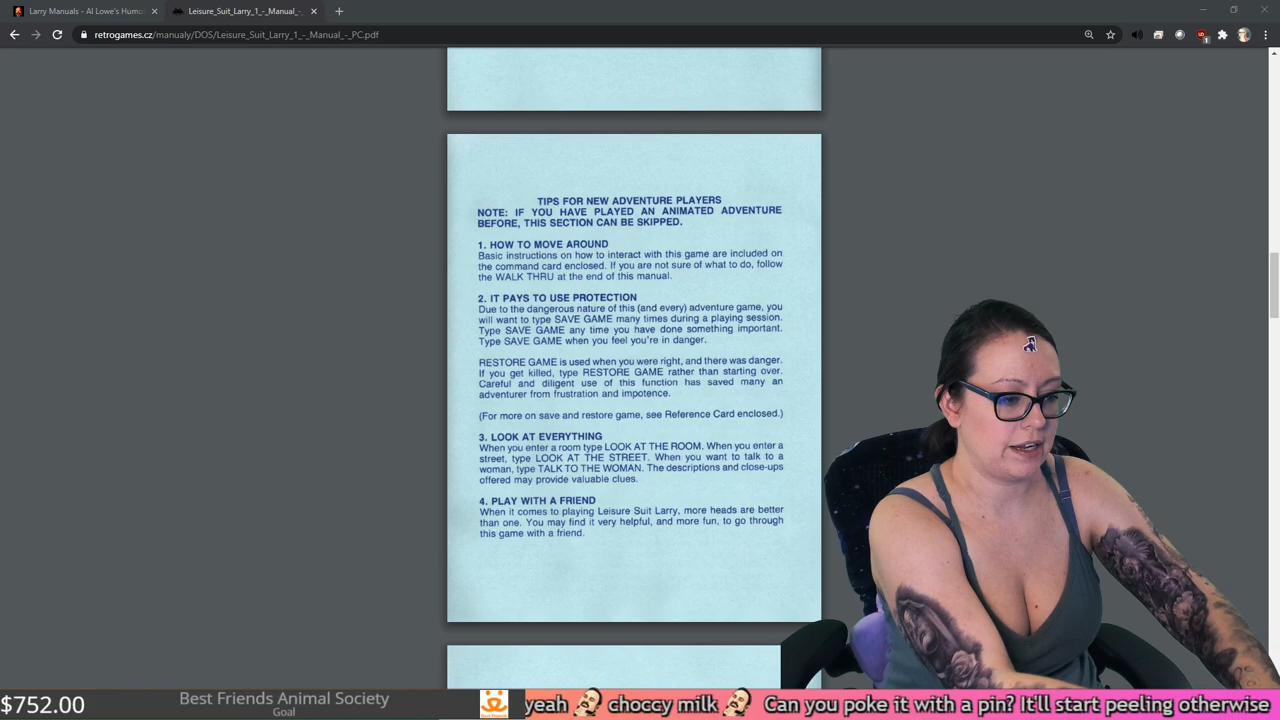 Larry Manuals - Al Lowe's Humo
Leisure_Suit_Larry_1_-_Manual_-_
retrogames.cz/manualy/DOS/Leisure_Suit_Larry_1_-_Manual_-_PC.pdf
TIPS FOR NEW ADVENTURE PLAYERS
NOTE: IF YOU HAVE PLAYED AN ANIMATED ADVENTURE
BEFORE, THIS SECTION CAN BE SKIPPED.
1. HOW TO MOVE AROUND
Basic instructions on how to interact with this game are included on
the command card enclosed. If you are not sure of what to do, follow
the WALK THRU at the end of this manual.
2. IT PAYS TO USE PROTECTION
Due to the dangerous nature of this (and every) adventure game, you
will want to type SAVE GAME many times during a playing session.
Type SAVE GAME any time you have done something important.
Type SAVE GAME when you feel you're in danger.
RESTORE GAME is used when you were right, and there was danger.
If you get killed, type RESTORE GAME rather than starting over.
Careful and diligent use of this function has saved many an
adventurer from frustration and impotence.
(For more on save and restore game, see Reference Card enclosed.)
3. LOOK AT EVERYTHING
When you enter a room type LOOK AT THE ROOM. When you enter a
street, type LOOK AT THE STREET. When you want to talk to a
woman, type TALK TO THE WOMAN. The descriptions and close-ups
offered may provide valuable clues.
4. PLAY WITH A FRIEND
When it comes to playing Leisure Suit Larry, more heads are better
than one. You may find it very helpful, and more fun, to go through
this game with a friend.
$752.00
Best Friends Animal Society
Goal
Best Friends
yeah choccy milk Can you poke it with a pin? It'll start peeling otherwise